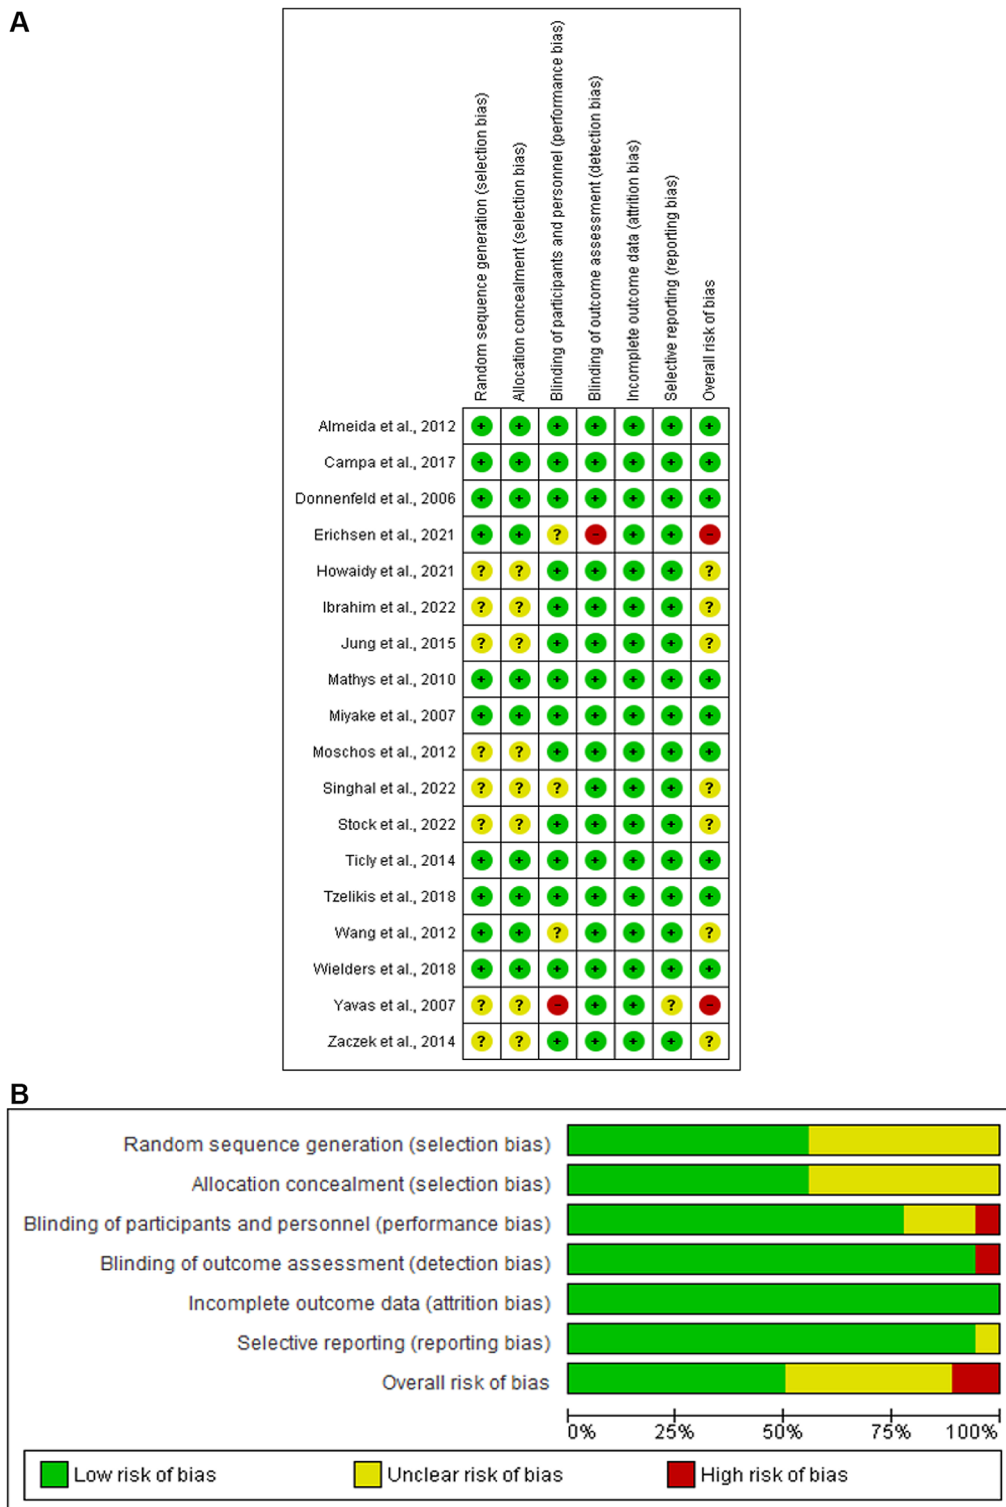 A
Random sequence generation (selection bias)
Allocation concealment (selection bias)
Blinding of participants and personnel (performance bias)
Blinding of outcome assessment (detection bias)
Incomplete outcome data (attrition bias)
Selective reporting (reporting bias)
Overall risk of bias
Almeida et al., 2012 + + + + + + +
Campa et al., 2017 + + + + + + +
Donnenfeld et al., 2006 + + + + + + +
Erichsen et al., 2021 + + ? - + + -
Howaidy et al., 2021 ? ? + + + + ?
Ibrahim et al., 2022 ? ? + + + + ?
Jung et al., 2015 ? ? + + + + ?
Mathys et al., 2010 + + + + + + +
Miyake et al., 2007 + + + + + + +
Moschos et al., 2012 ? ? + + + + +
Singhal et al., 2022 ? ? ? + + + ?
Stock et al., 2022 ? ? + + + + ?
Ticly et al., 2014 + + + + + + +
Tzelikis et al., 2018 + + + + + + +
Wang et al., 2012 + + ? + + + ?
Wielders et al., 2018 + + + + + + +
Yavas et al., 2007 ? ? - + + ? -
Zaczek et al., 2014 ? ? + + + + ?
B
Random sequence generation (selection bias)
Allocation concealment (selection bias)
Blinding of participants and personnel (performance bias)
Blinding of outcome assessment (detection bias)
Incomplete outcome data (attrition bias)
Selective reporting (reporting bias)
Overall risk of bias
0% 25% 50% 75% 100%
Low risk of bias Unclear risk of bias High risk of bias